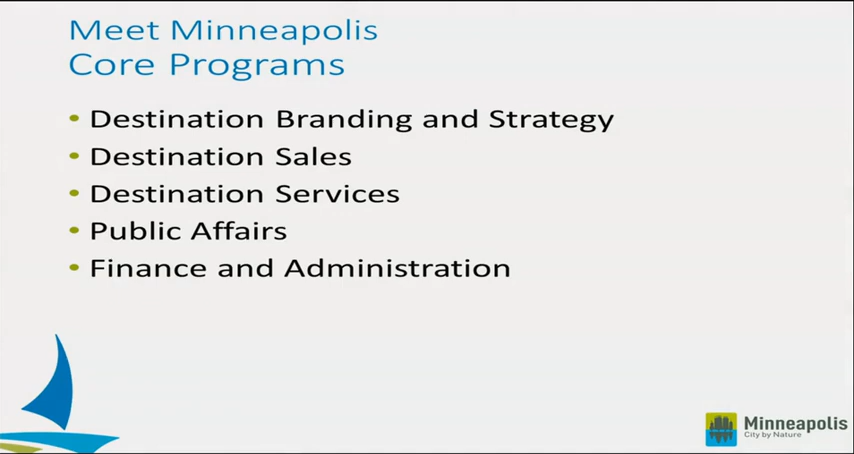 Meet Minneapolis
Core Programs
• Destination Branding and Strategy
• Destination Sales
• Destination Services
• Public Affairs
• Finance and Administration
Minneapolis
City by Nature